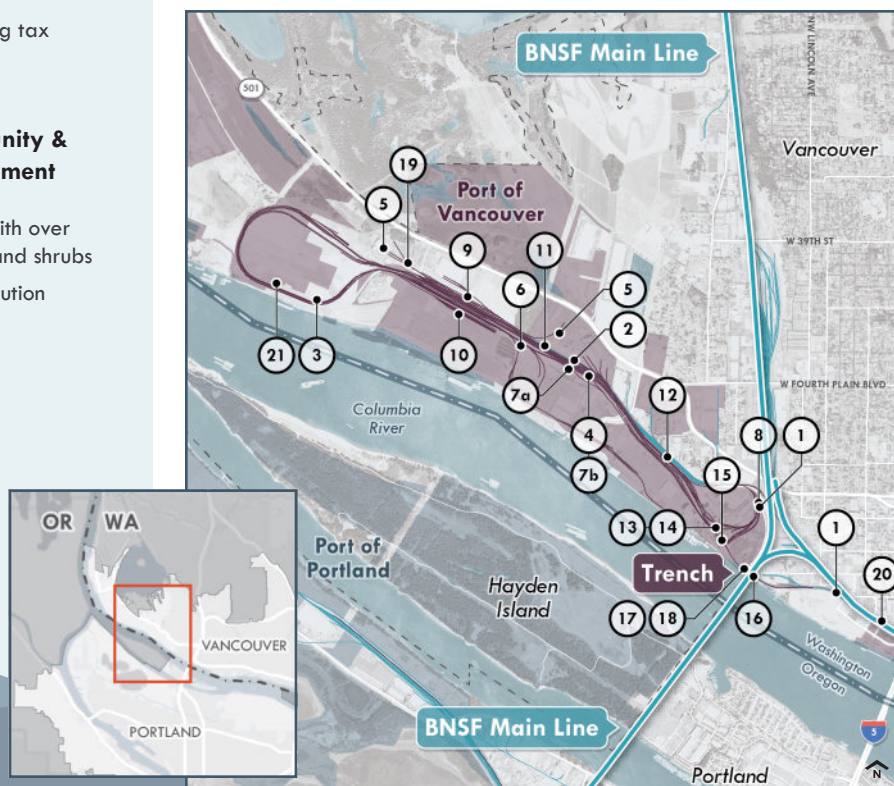 g tax
nity &
ment
ith over
and shrubs
ution
BNSF Main Line
NW LINCOLN AVE
501
Vancouver
19
Port of
Vancouver
5
W 39TH ST
9
11
6
5
2
21
3
10
7a
W FOURTH PLAIN BLVD
Columbia
River
12
4
8
1
7b
15
OR
WA
13
14
1
Port of
Portland
Trench
20
Hayden
Island
17
18
16
VANCOUVER
Washington
Oregon
PORTLAND
BNSF Main Line
5
Portland
N